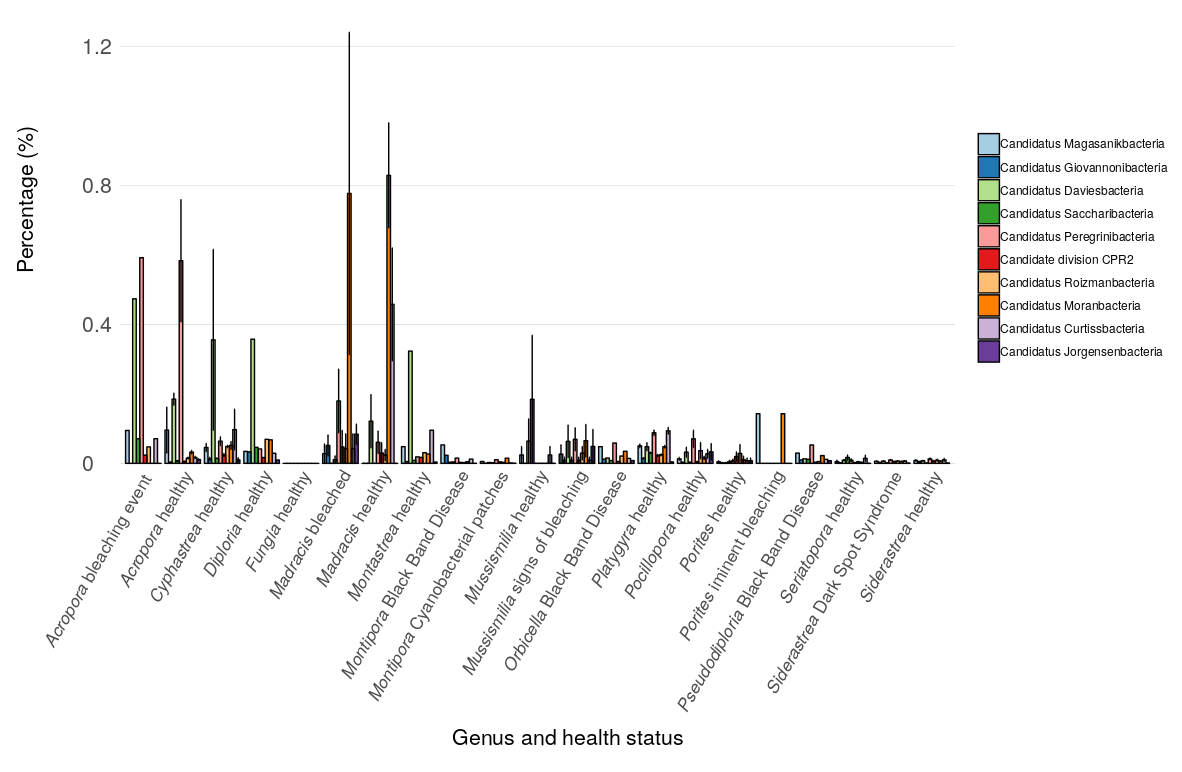 Percentage (%)
1.2
0.8
0.4
0
Acropora bleaching event
Acropora healthy
Cyphastrea healthy
Diploria healthy
Fungia healthy
Madracis bleached
Madracis healthy
Montastrea healthy
Montipora Black Band Disease
Montipora Cyanobacterial patches
Mussismilia healthy
Mussismilia signs of bleaching
Orbicella Black Band Disease
Platygyra healthy
Pocillopora healthy
Porites healthy
Porites iminent bleaching
Pseudodiploria Black Band Disease
Seriatopora healthy
Siderastrea Dark Spot Syndrome
Siderastrea healthy
Genus and health status
Candidatus Magasanikbacteria
Candidatus Giovannonibacteria
Candidatus Daviesbacteria
Candidatus Saccharibacteria
Candidatus Peregrinibacteria
Candidate division CPR2
Candidatus Roizmanbacteria
Candidatus Moranbacteria
Candidatus Curtissbacteria
Candidatus Jorgensenbacteria